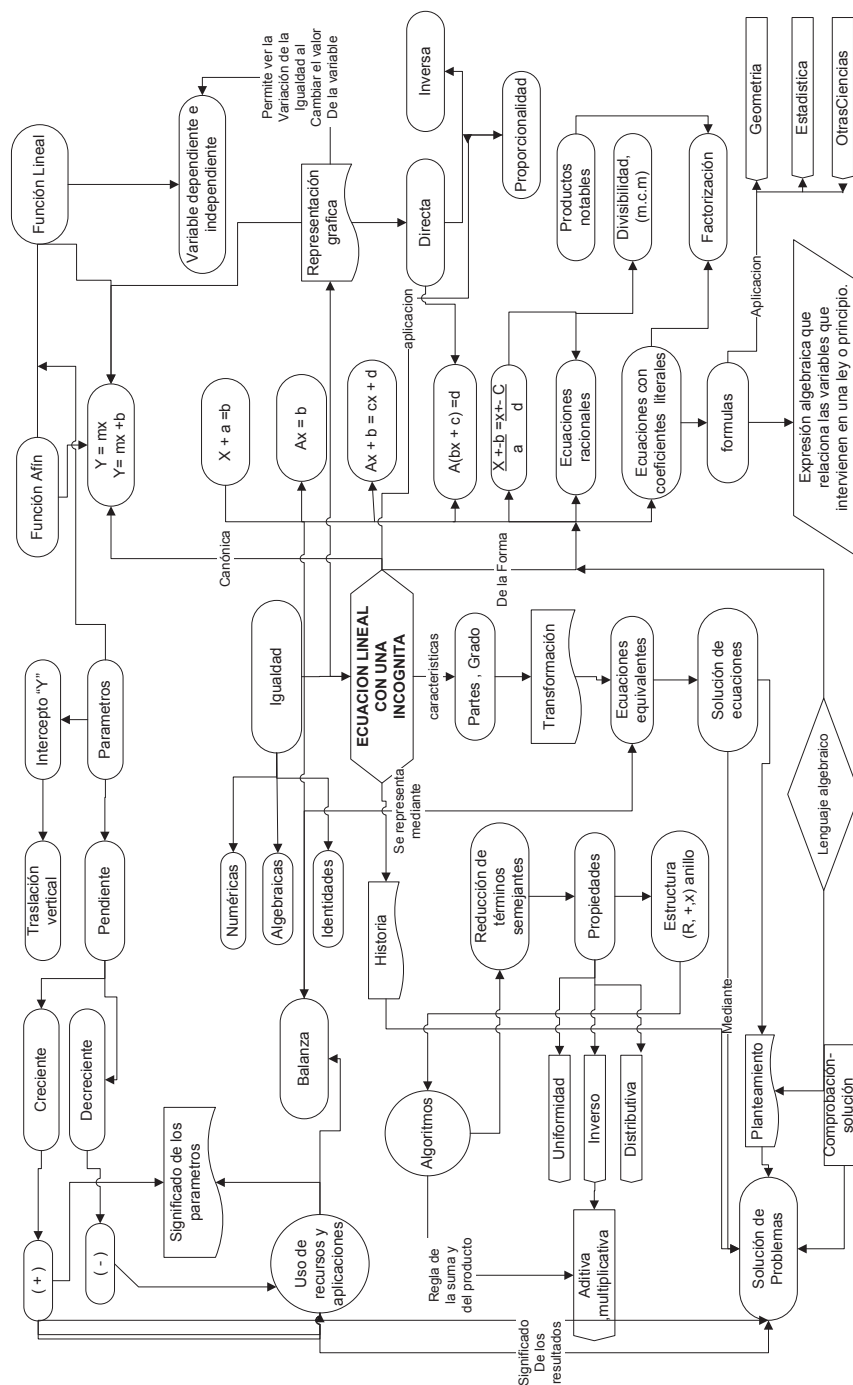 Función Lineal
Función Afín
Variable dependiente e
independiente
Permite ver la
Variación de la
Igualdad al
Cambiar el valor
De la variable
Y = mx
Y= mx +b
Parametros
Intercepto “Y”
Traslación
vertical
Pendiente
Creciente
Decreciente
( + )
( - )
Significado de los
parametros
Uso de
recursos y
aplicaciones
Balanza
Igualdad
Numéricas
Algebraicas
Identidades
Canónica
X + a =b
Ax = b
Ax + b = cx + d
A(bx + c) =d
X +-b =x+- C
a d
Ecuaciones
racionales
Ecuaciones con
coeficientes literales
formulas
Expresión algebraica que
relaciona las variables que
intervienen en una ley o principio.
Representación
grafica
Directa
Inversa
Proporcionalidad
aplicacion
Productos
notables
Divisibilidad,
(m.c.m)
Factorización
Aplicacion
Geometria
Estadistica
OtrasCiencias
ECUACION LINEAL
CON UNA
INCOGNITA
De la Forma
caracteristicas
Partes , Grado
Transformación
Ecuaciones
equivalentes
Solución de
ecuaciones
Se representa
mediante
Historia
Reducción de
términos
semejantes
Propiedades
Estructura
(R, +,x) anillo
Algoritmos
Uniformidad
Inverso
Distributiva
Regla de
la suma y
del producto
Aditiva
,multiplicativa
Significado
De los
resultados
Mediante
Planteamiento
Solución de
Problemas
Comprobación-
solución
Lenguaje algebraico